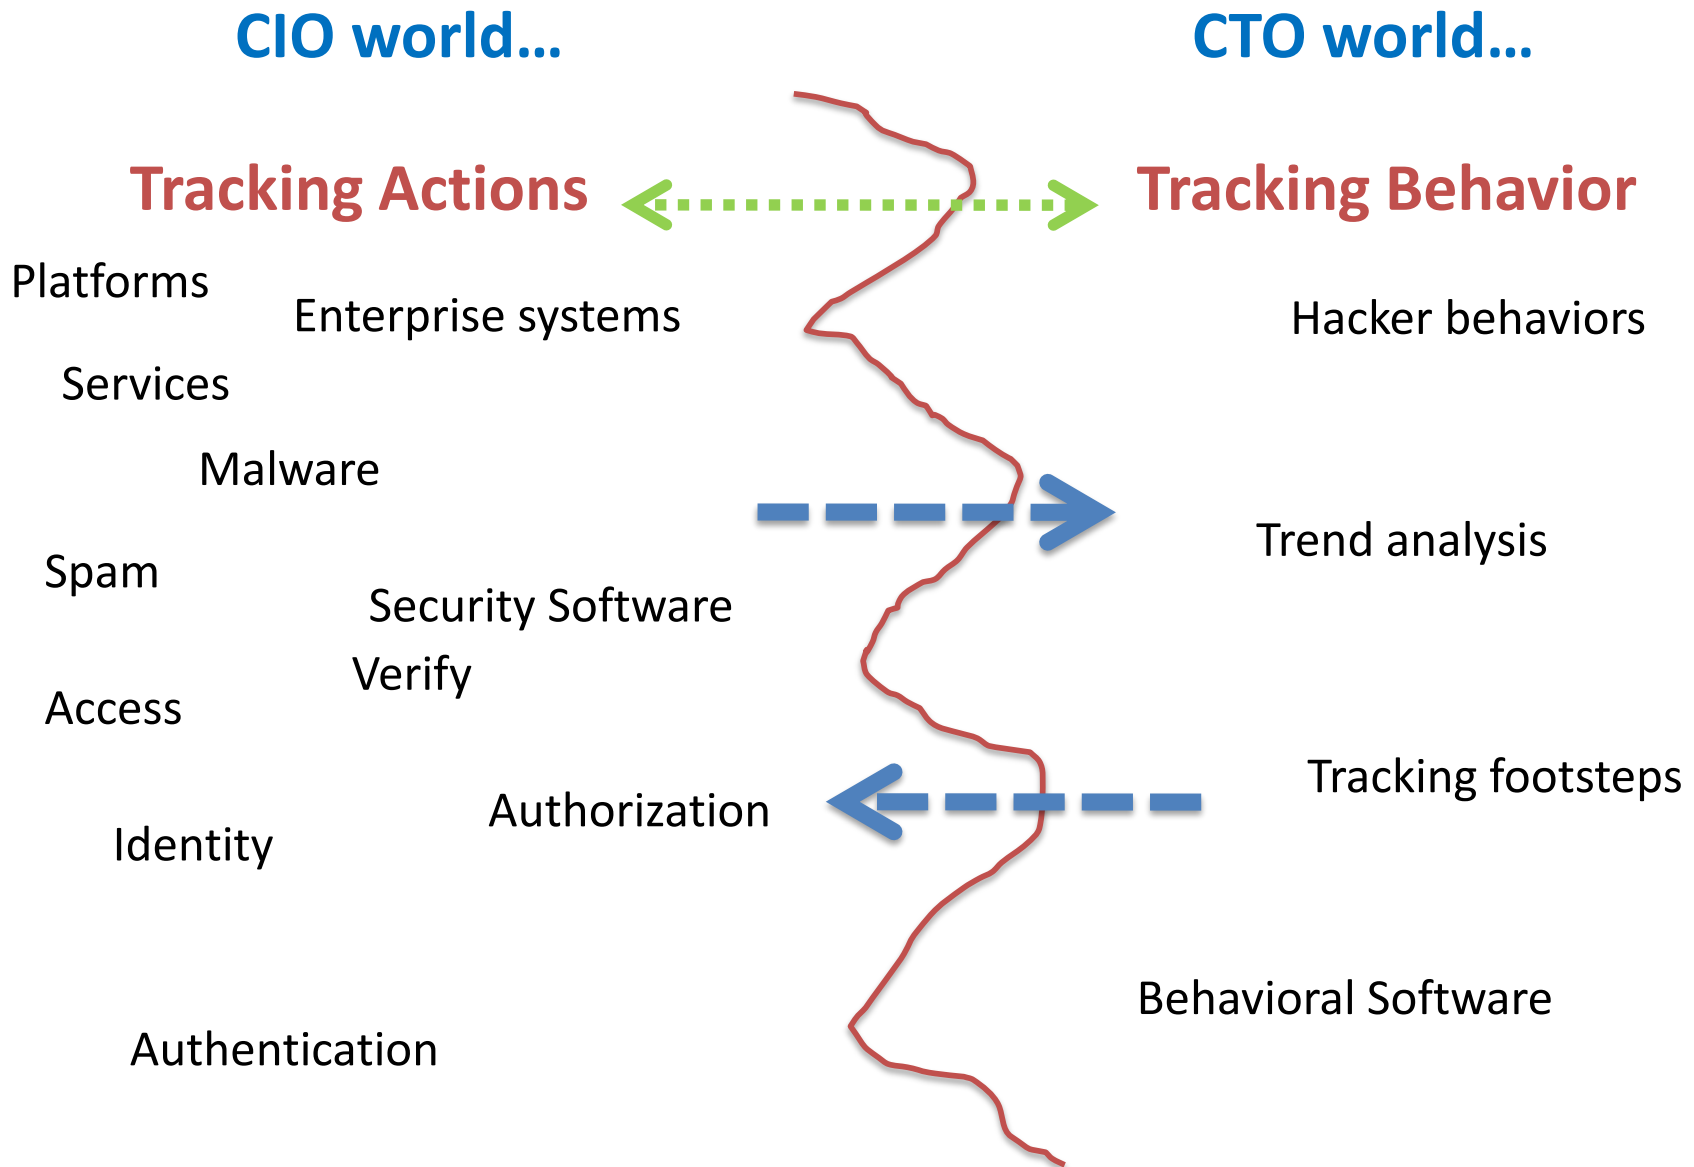 CIO world…
CTO world…
Tracking Actions
Tracking Behavior
Platforms
Enterprise systems
Hacker behaviors
Services
Malware
Trend analysis
Spam
Security Software
Verify
Access
Tracking footsteps
Authorization
Identity
Behavioral Software
Authentication